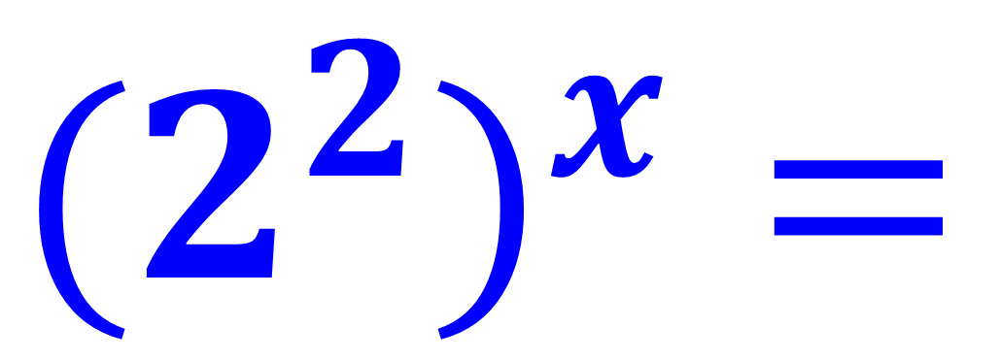 (2²)ˣ =